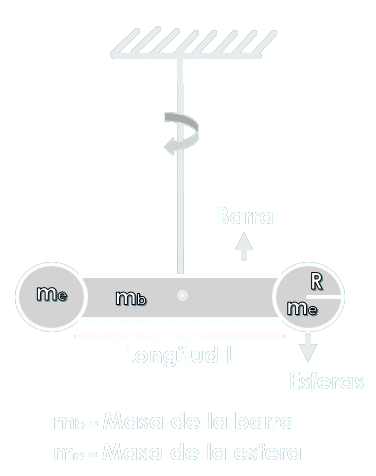 Barra
R
me
mb
me
Longitud L
Esferas
mb = Masa de la barra
me = Masa de la esfera